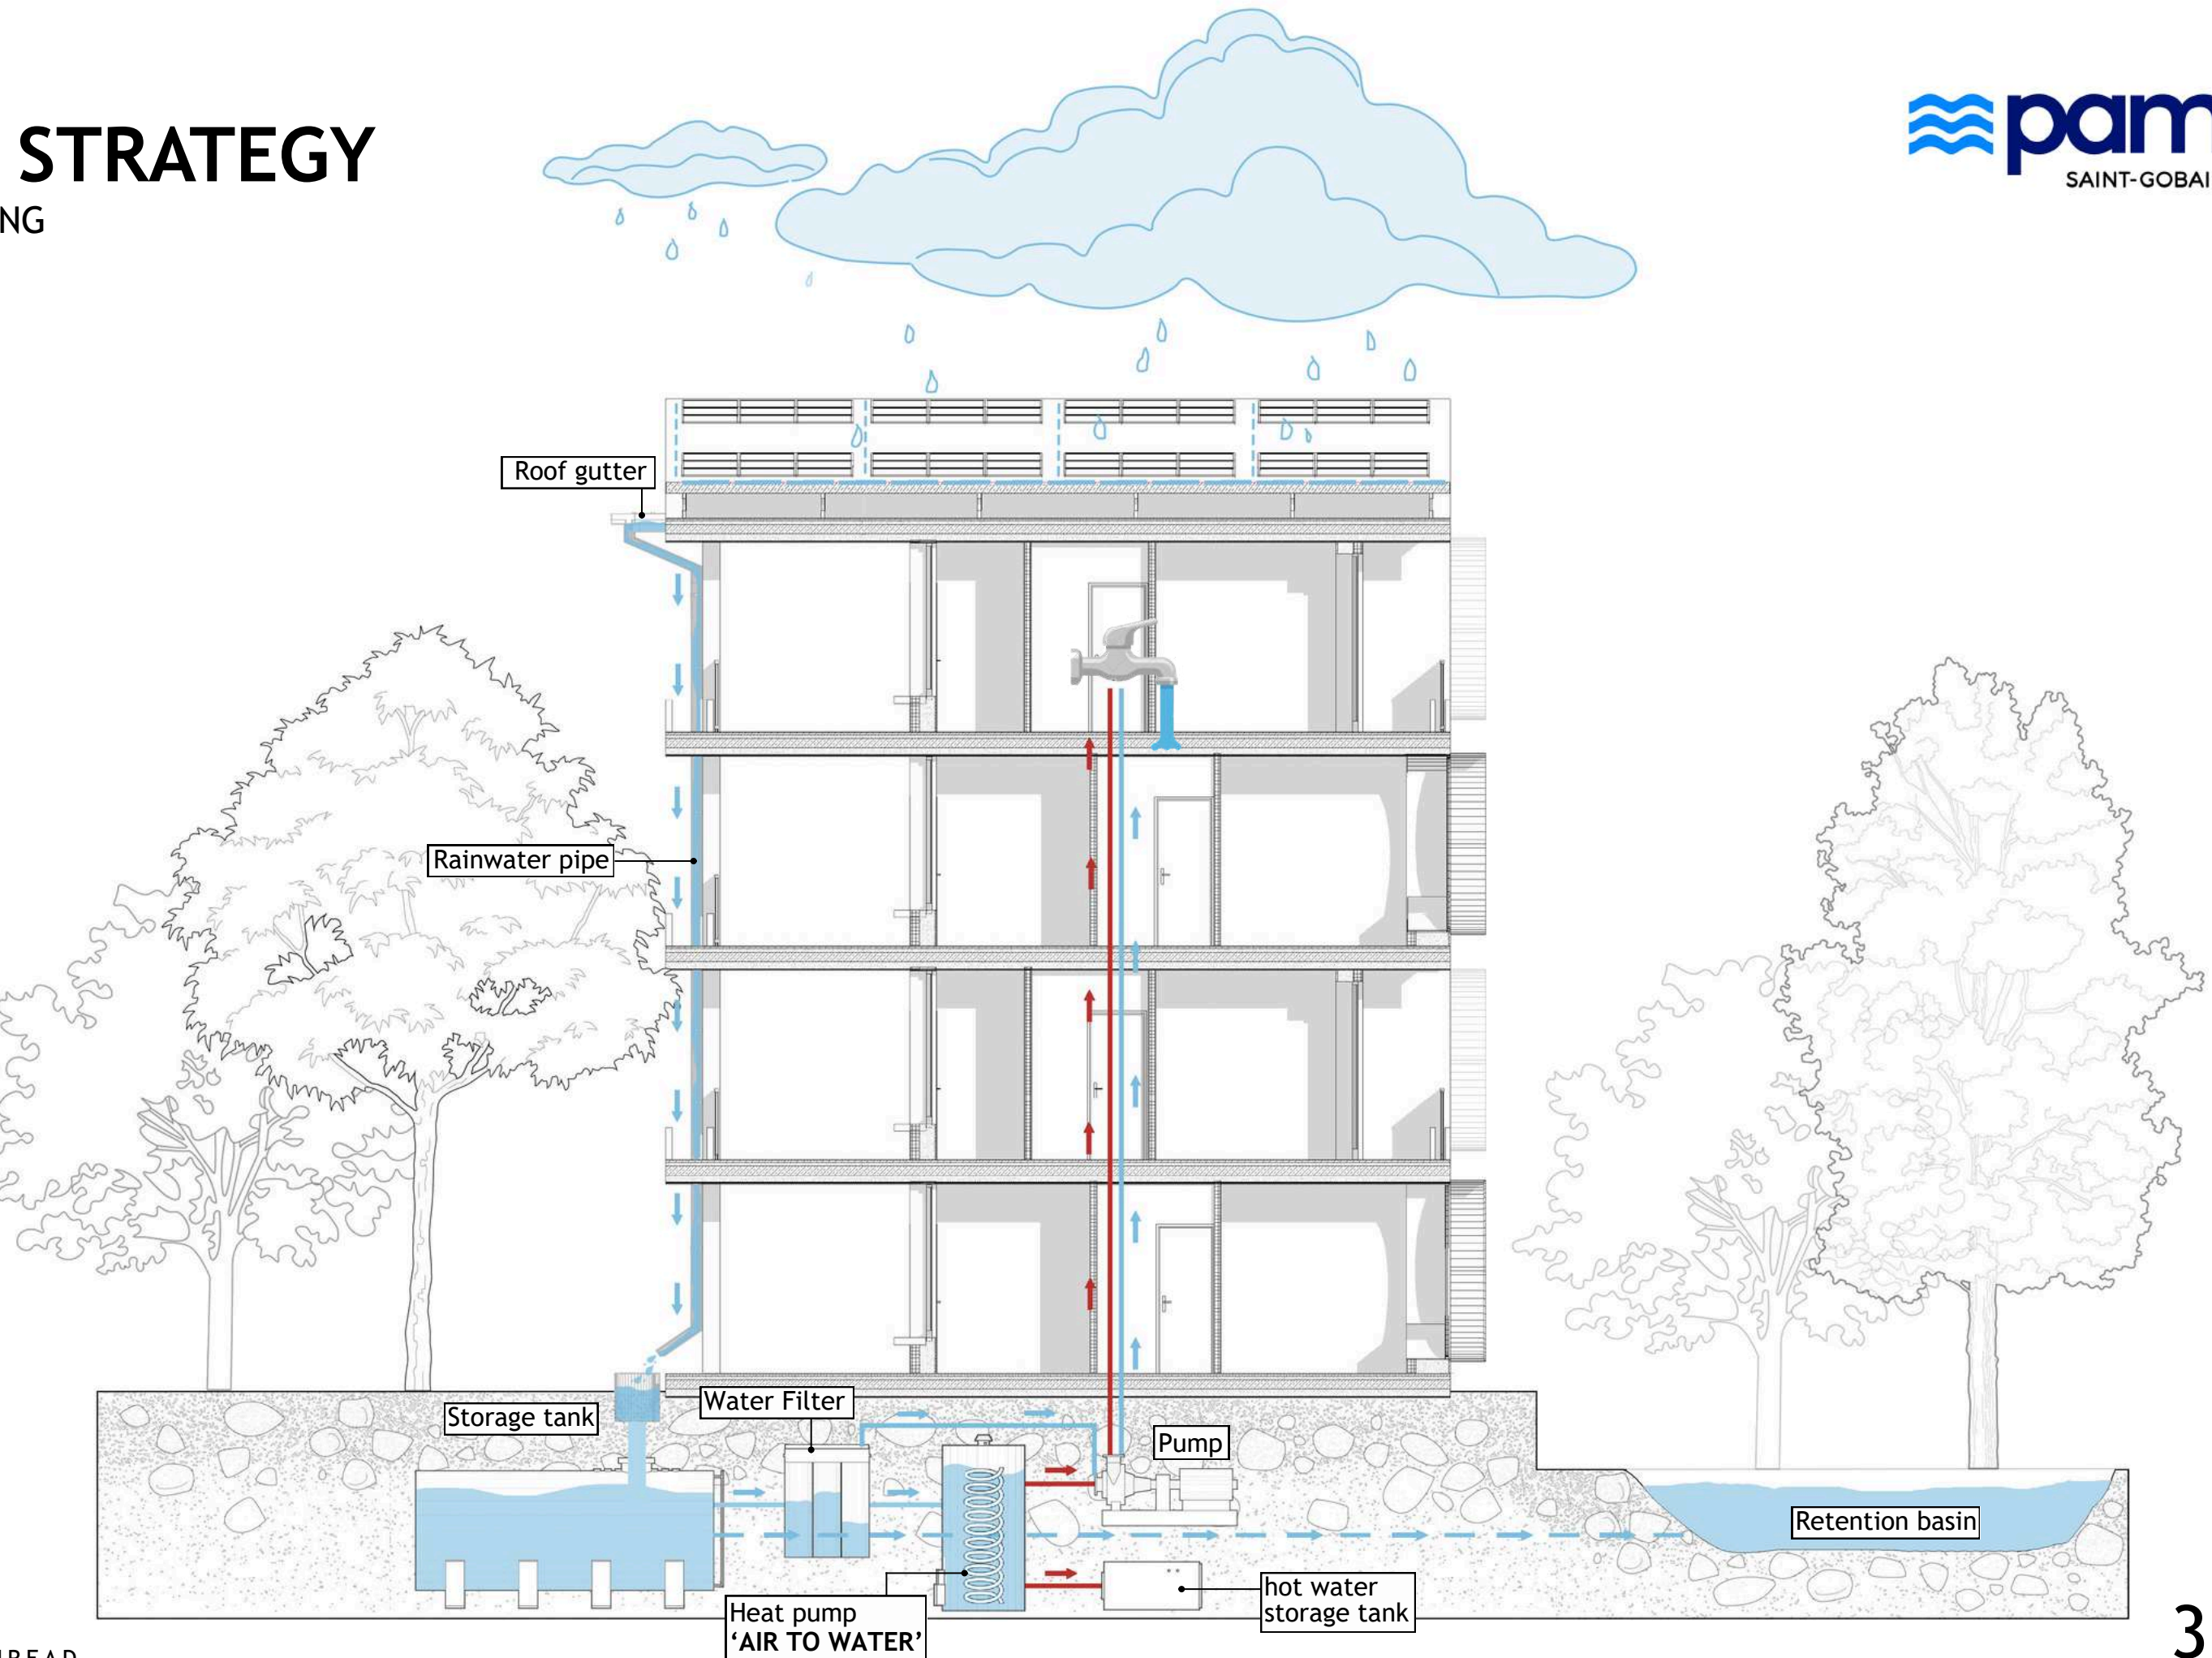 STRATEGY
NG
pam
SAINT-GOBAI
Roof gutter
Rainwater pipe
Storage tank
Water Filter
Pump
Retention basin
Heat pump
‘AIR TO WATER’
hot water
storage tank
3